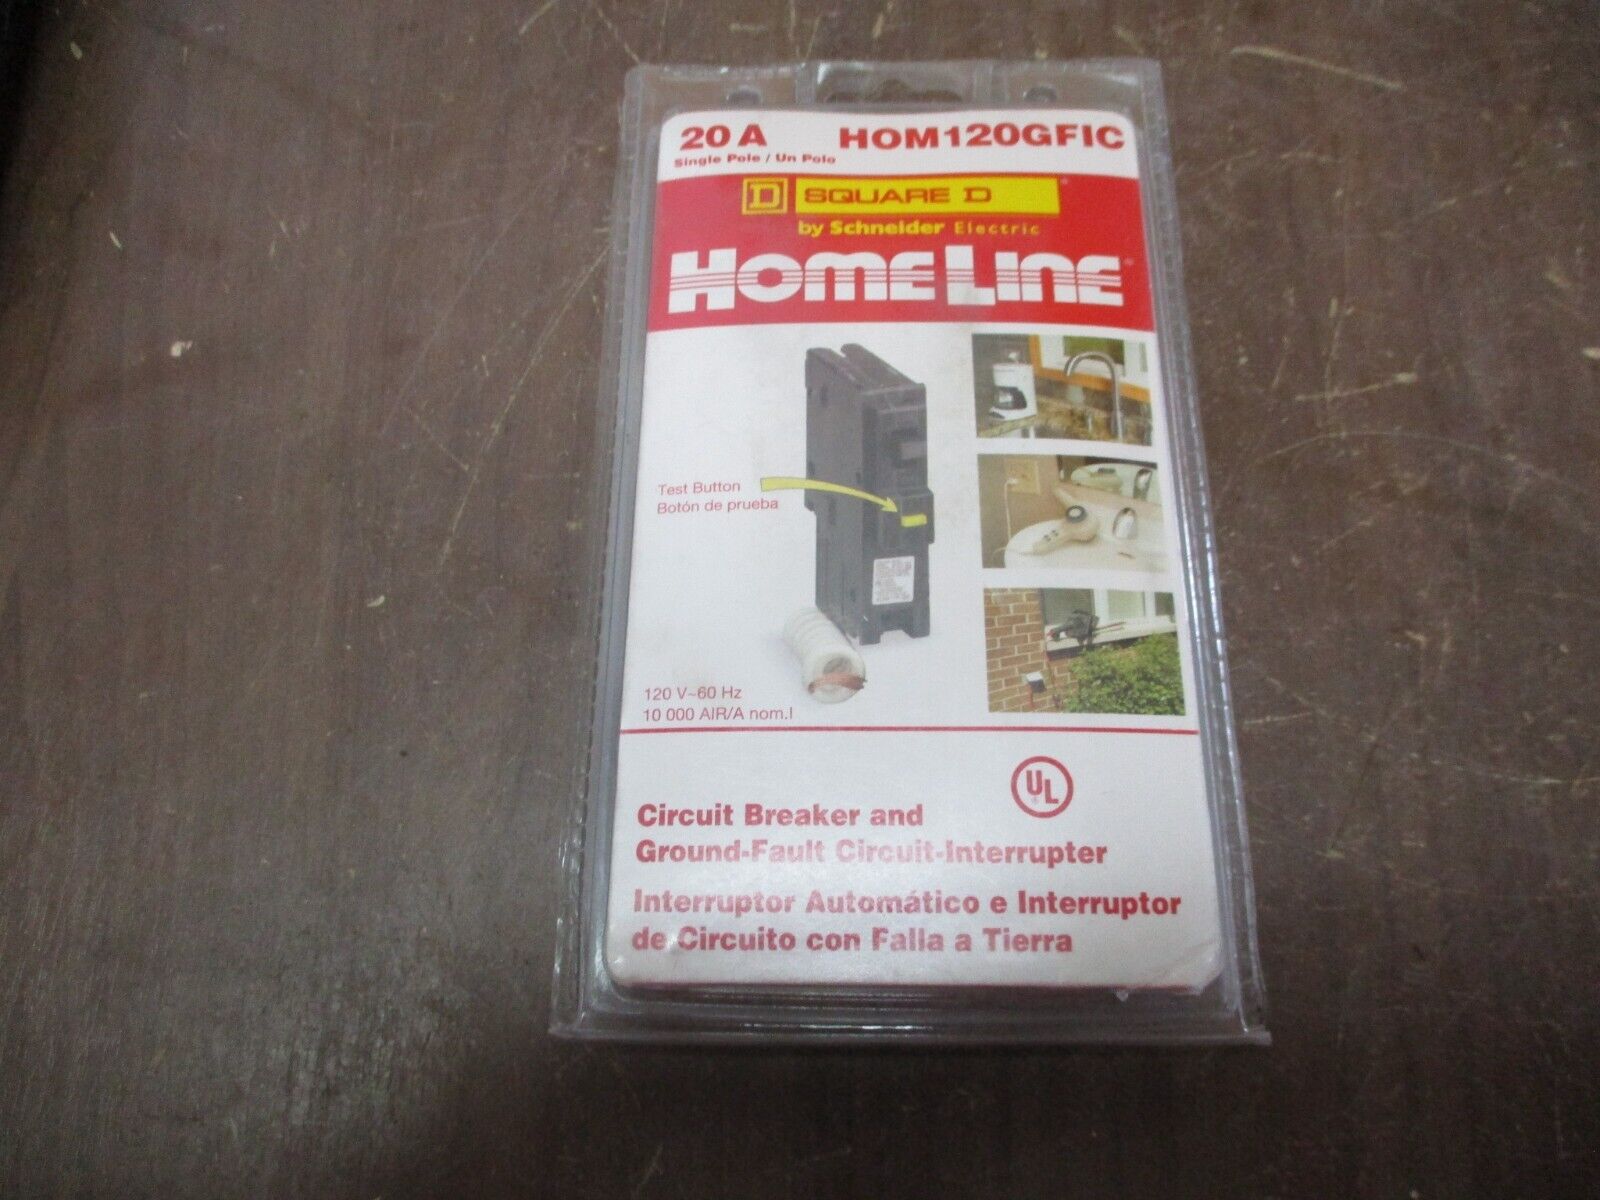 20 A HOM120GFIC
Single Pole / Un Polo
D SQUARE D
by Schneider Electric
HOMELINE
Test Button
Botón de prueba
120 V~60 Hz
10 000 AIR/A nom.I
UL
Circuit Breaker and
Ground-Fault Circuit-Interrupter
Interruptor Automático e Interruptor
de Circuito con Falla a Tierra